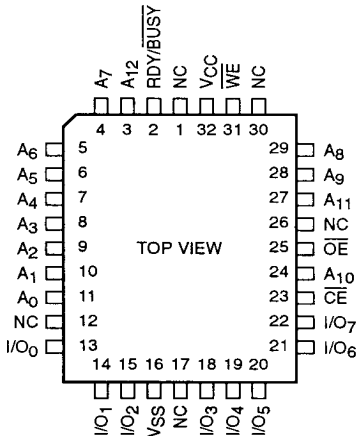 A7 A12 RDY/BUSY NC VCC WE NC
4 3 2 1 32 31 30
A6 5 29 A8
A5 6 28 A9
A4 7 27 A11
A3 8 26 NC
A2 9 TOP VIEW 25 OE
A1 10 24 A10
A0 11 23 CE
NC 12 22 I/O7
I/O0 13 21 I/O6
14 15 16 17 18 19 20
I/O1 I/O2 VSS NC I/O3 I/O4 I/O5